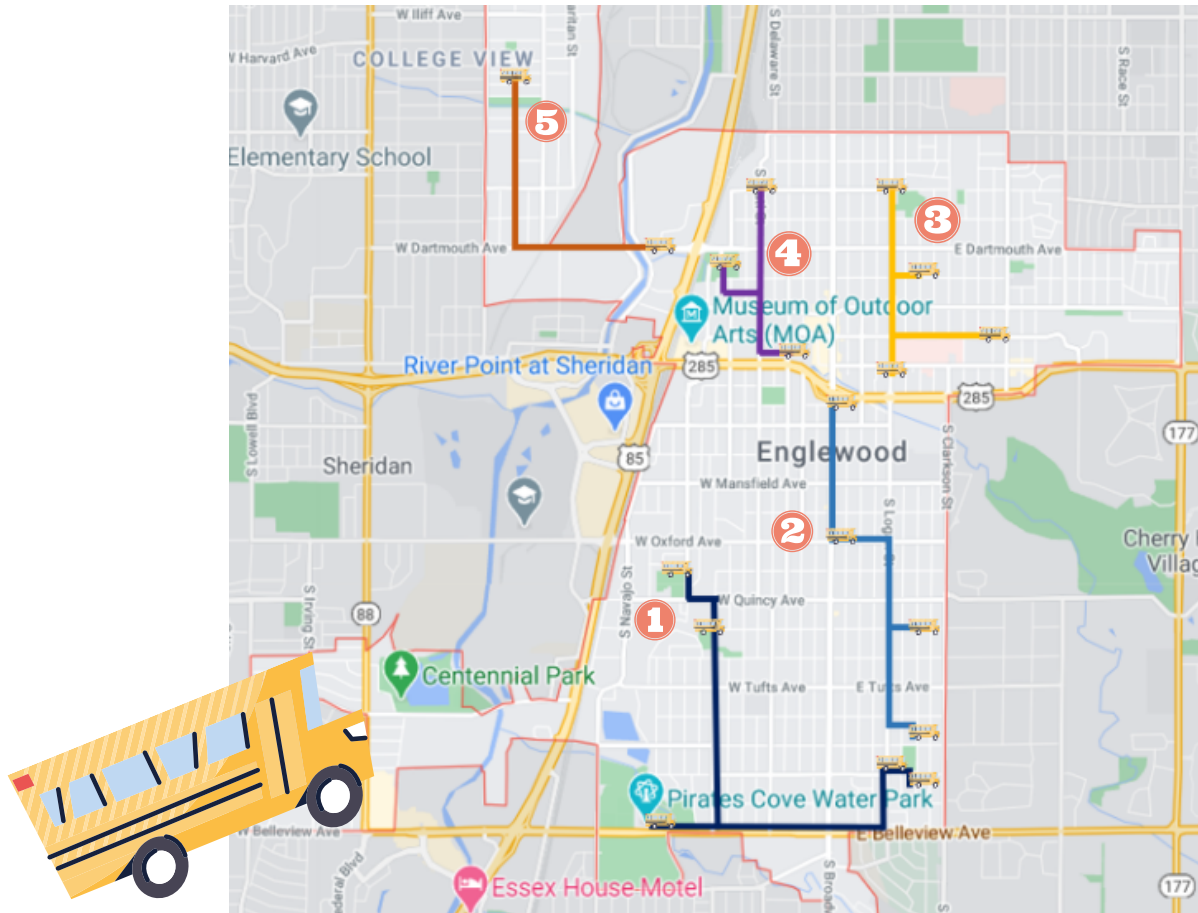 W Iliff Ave
S Delaware St
S Race St
W Harvard Ave
COLLEGE VIEW
5
Elementary School
3
W Dartmouth Ave
4
E Dartmouth Ave
Museum of Outdoor
Arts (MOA)
River Point at Sheridan
285
285
S Lowell Blvd
Sheridan
85
Englewood
S Clarkson St
177
W Mansfield Ave
2
W Oxford Ave
Cherry
S Irving St
88
S Navajo St
1
W Quincy Ave
Centennial Park
W Tufts Ave
E Tufts Ave
Pirates Cove Water Park
W Belleview Ave
E Belleview Ave
Essex House Motel
177